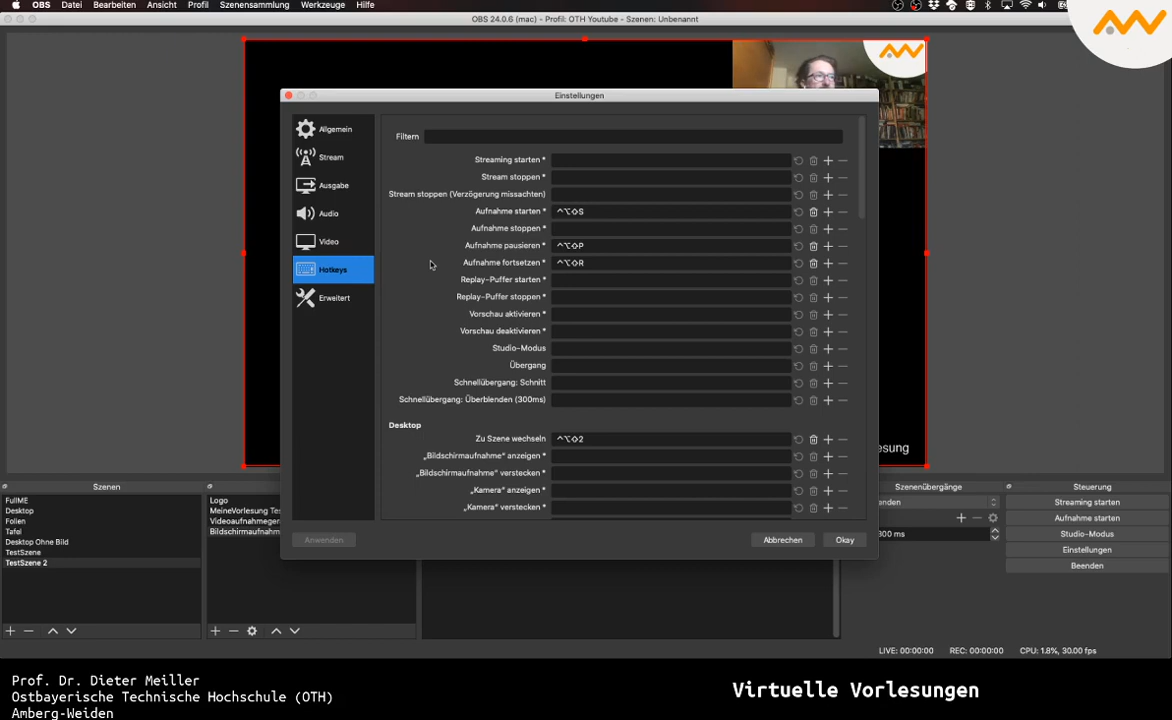 OBS Datei Bearbeiten Ansicht Profil Szenensammlung Werkzeuge Hilfe
OBS 24.0.6 (mac) - Profil: OTH Youtube - Szenen: Unbenannt
Einstellungen
Allgemein
Stream
Ausgabe
Audio
Video
Hotkeys
Erweitert
Filtern
Streaming starten *
Stream stoppen *
Stream stoppen (Verzögerung missachten)
Aufnahme starten * ^⌥⇧S
Aufnahme stoppen *
Aufnahme pausieren * ^⌥⇧P
Aufnahme fortsetzen * ^⌥⇧R
Replay-Puffer starten *
Replay-Puffer stoppen *
Vorschau aktivieren *
Vorschau deaktivieren *
Studio-Modus
Übergang
Schnellübergang: Schnitt
Schnellübergang: Überblenden (300ms)
Desktop
Zu Szene wechseln ^⌥⇧2
„Bildschirmaufnahme“ anzeigen *
„Bildschirmaufnahme“ verstecken *
„Kamera“ anzeigen *
„Kamera“ verstecken *
Anwenden Abbrechen Okay
esung
Szenen
FullME
Desktop
Folien
Tafel
Desktop Ohne Bild
TestSzene
TestSzene 2
Logo
MeineVorlesung Te
Videoaufnahmeger
Bildschirmaufnahm
Szenenübergänge
enden
300 ms
Steuerung
Streaming starten
Aufnahme starten
Studio-Modus
Einstellungen
Beenden
LIVE: 00:00:00 REC: 00:00:00 CPU: 1.8%, 30.00 fps
Prof. Dr. Dieter Meiller
Ostbayerische Technische Hochschule (OTH)
Amberg-Weiden
Virtuelle Vorlesungen